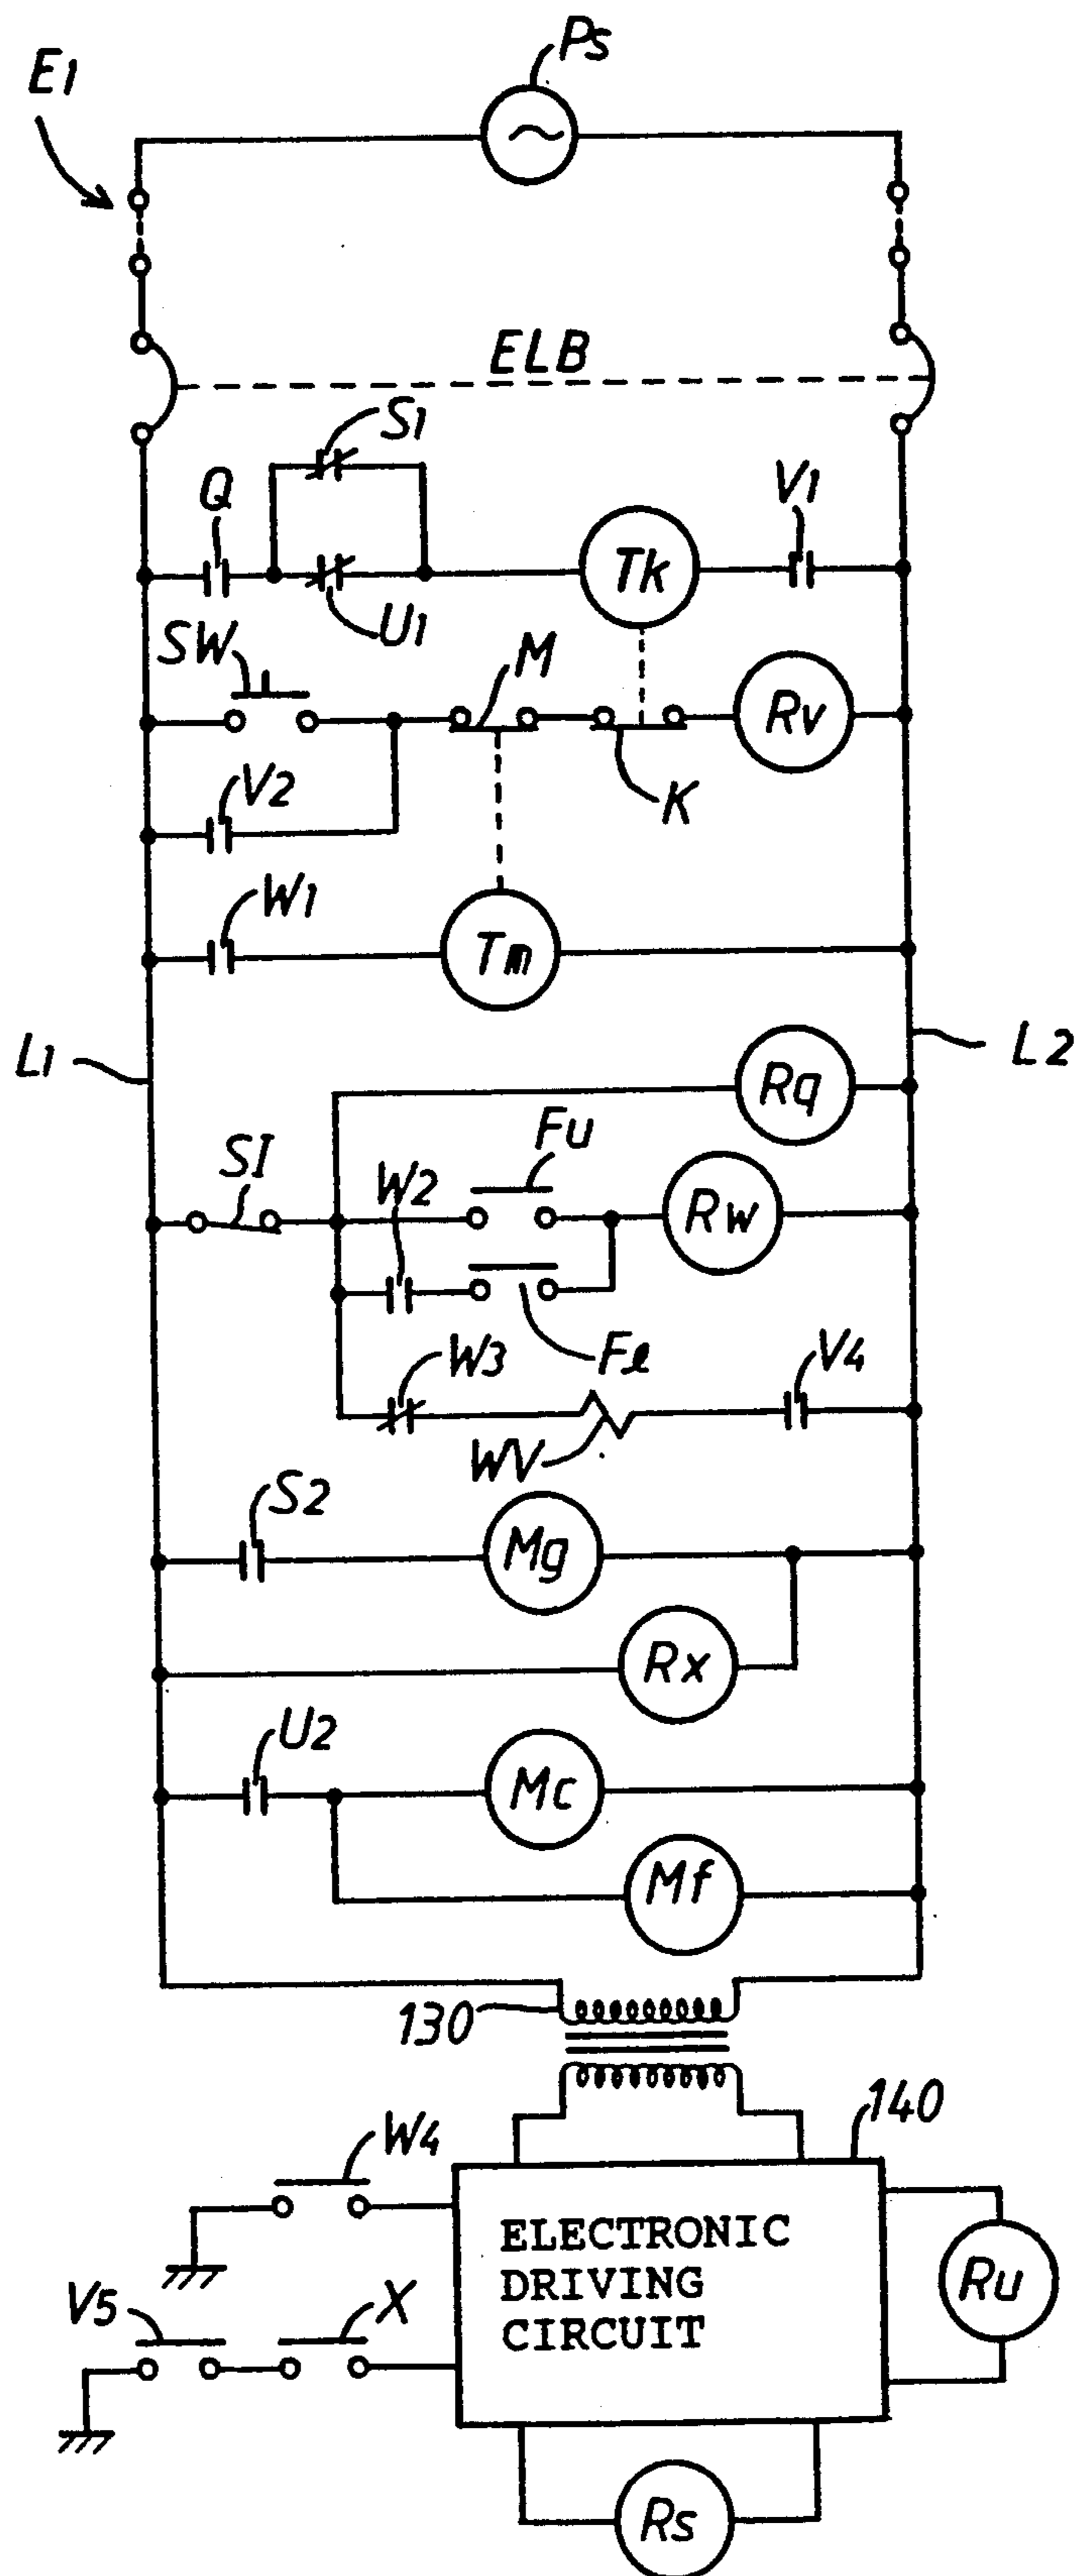 Ps
E1
ELB
S1
Q
V1
Tk
U1
SW
M
Rv
V2
K
W1
Tm
L1
L2
Rq
Fu
SI
W2
Rw
Fl
W3
V4
WV
S2
Mg
Rx
U2
Mc
Mf
130
140
W4
ELECTRONIC
DRIVING
CIRCUIT
Ru
V5
X
Rs